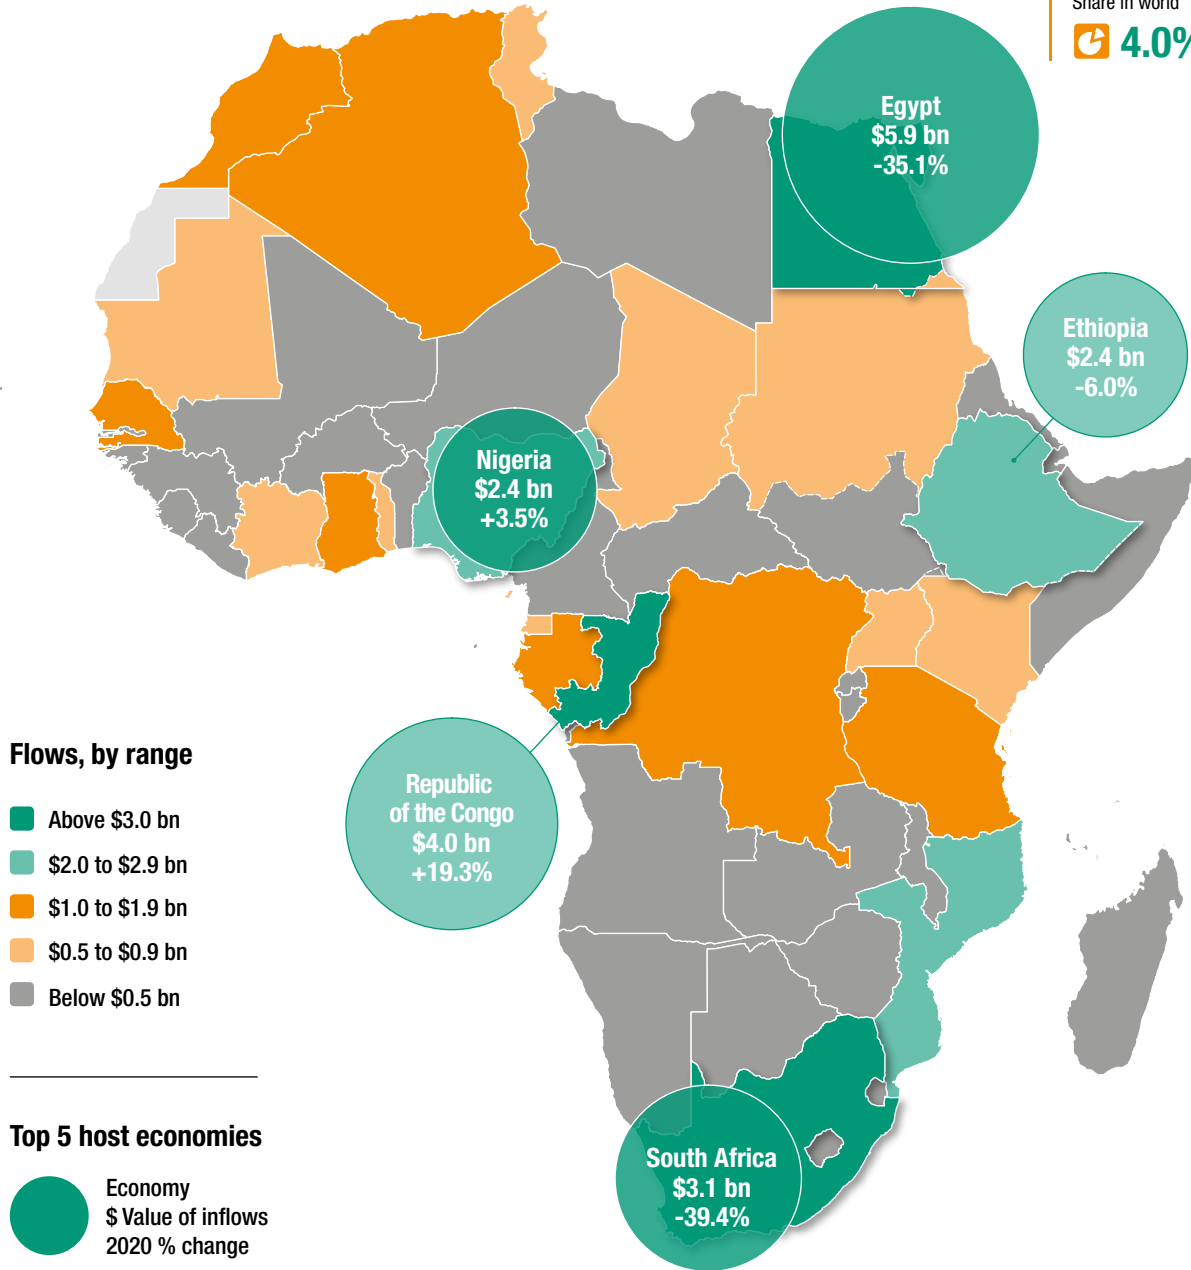 Share in world
4.0%
Egypt
$5.9 bn
-35.1%
Ethiopia
$2.4 bn
-6.0%
Nigeria
$2.4 bn
+3.5%
Republic
of the Congo
$4.0 bn
+19.3%
South Africa
$3.1 bn
-39.4%
Flows, by range
Above $3.0 bn
$2.0 to $2.9 bn
$1.0 to $1.9 bn
$0.5 to $0.9 bn
Below $0.5 bn
Top 5 host economies
Economy
$ Value of inflows
2020 % change